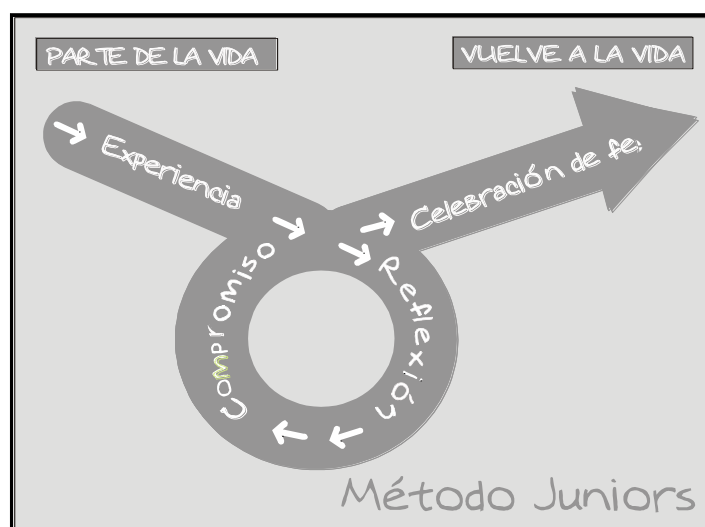 PARTE DE LA VIDA
VUELVE A LA VIDA
Experiencia
Celebración de fe.
Reflexión
Compromiso
Método Juniors